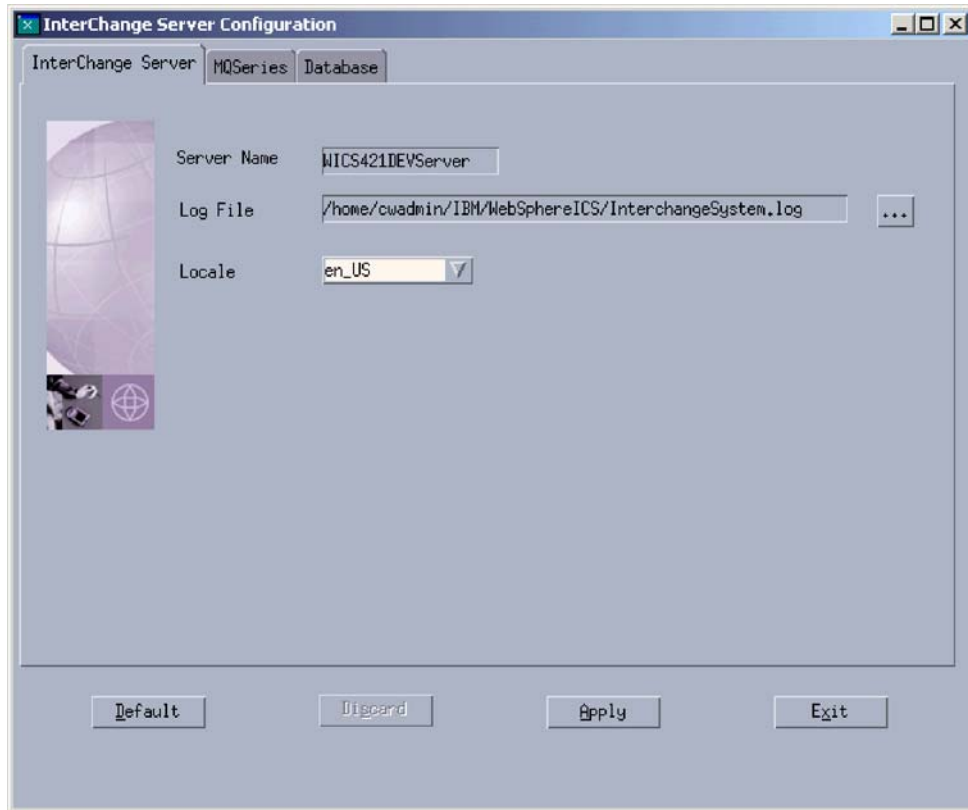 InterChange Server Configuration
InterChange Server MQSeries Database
Server Name WICS421DEVServer
Log File /home/cwadmin/IBM/WebSphereICS/InterchangeSystem.log ...
Locale en_US
Default Discard Apply Exit